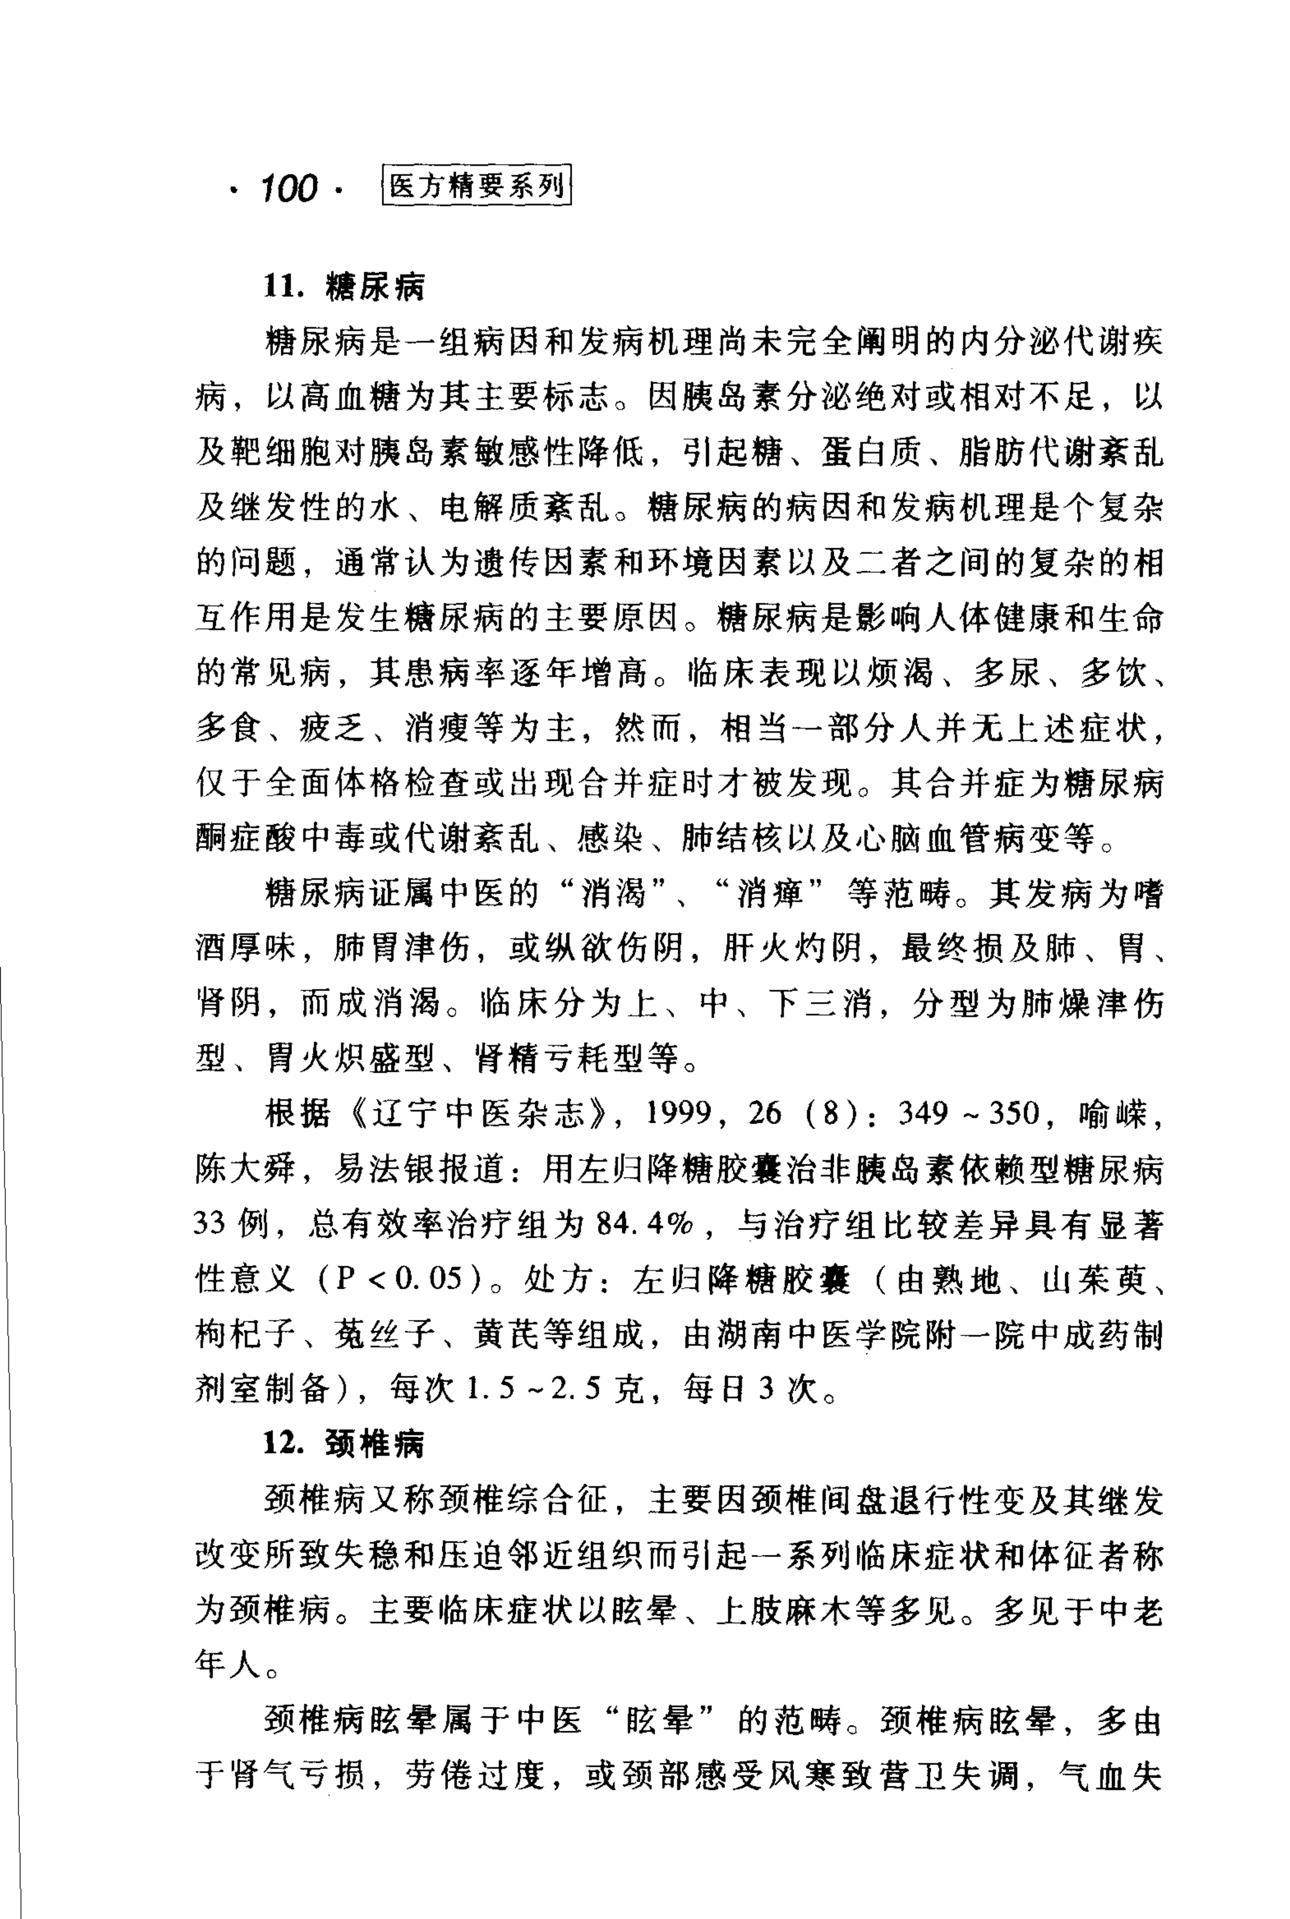 · 100 · 医方精要系列
11. 糖尿病
糖尿病是一组病因和发病机理尚未完全阐明的内分泌代谢疾
病，以高血糖为其主要标志。因胰岛素分泌绝对或相对不足，以
及靶细胞对胰岛素敏感性降低，引起糖、蛋白质、脂肪代谢紊乱
及继发性的水、电解质紊乱。糖尿病的病因和发病机理是个复杂
的问题，通常认为遗传因素和环境因素以及二者之间的复杂的相
互作用是发生糖尿病的主要原因。糖尿病是影响人体健康和生命
的常见病，其患病率逐年增高。临床表现以烦渴、多尿、多饮、
多食、疲乏、消瘦等为主，然而，相当一部分人并无上述症状，
仅于全面体格检查或出现合并症时才被发现。其合并症为糖尿病
酮症酸中毒或代谢紊乱、感染、肺结核以及心脑血管病变等。
糖尿病证属中医的“消渴”、“消瘅”等范畴。其发病为嗜
酒厚味，肺胃津伤，或纵欲伤阴，肝火灼阴，最终损及肺、胃、
肾阴，而成消渴。临床分为上、中、下三消，分型为肺燥津伤
型、胃火炽盛型、肾精亏耗型等。
根据《辽宁中医杂志》，1999，26（8）：349～350，喻嵘，
陈大舜，易法银报道：用左归降糖胶囊治非胰岛素依赖型糖尿病
33 例，总有效率治疗组为 84.4%，与治疗组比较差异具有显著
性意义（P＜0.05）。处方：左归降糖胶囊（由熟地、山茱萸、
枸杞子、菟丝子、黄芪等组成，由湖南中医学院附一院中成药制
剂室制备），每次 1.5～2.5 克，每日 3 次。
12. 颈椎病
颈椎病又称颈椎综合征，主要因颈椎间盘退行性变及其继发
改变所致失稳和压迫邻近组织而引起一系列临床症状和体征者称
为颈椎病。主要临床症状以眩晕、上肢麻木等多见。多见于中老
年人。
颈椎病眩晕属于中医“眩晕”的范畴。颈椎病眩晕，多由
于肾气亏损，劳倦过度，或颈部感受风寒致营卫失调，气血失